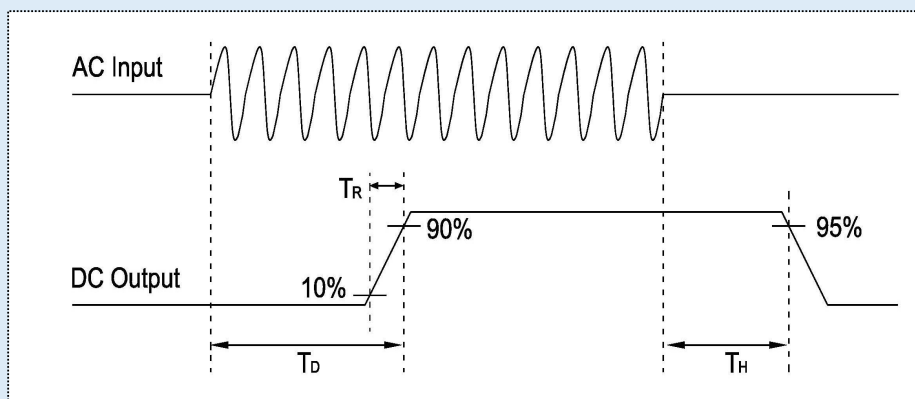 AC Input
TR
90%
95%
10%
DC Output
TD
TH